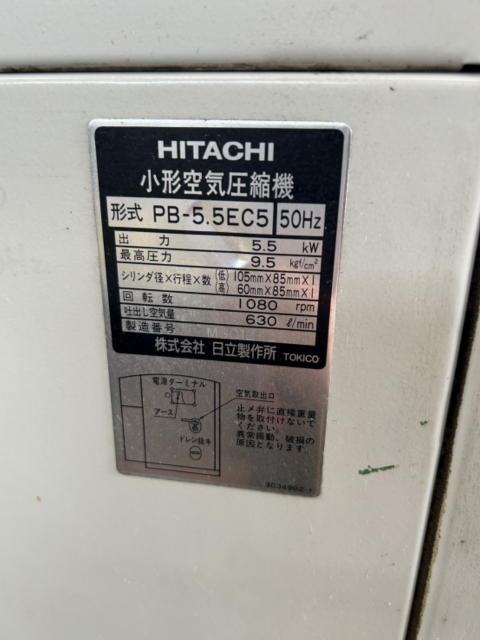 HITACHI
小形空気圧縮機
形式 PB-5.5EC5 50Hz
出力 5.5 kW
最高圧力 9.5 kgf/cm²
シリンダ径×行程×数 (低) 105mm×85mm×1
(高) 60mm×85mm×1
回転数 1080 rpm
吐出し空気量 630 ℓ/min
製造番号
株式会社 日立製作所 TOKICO
電源ターミナル
アース
ドレン抜キ
空気取出口
止メ弁に直接重量
物を取付けないで
ください。
異常振動、破損の
原因となります
3C34902-1